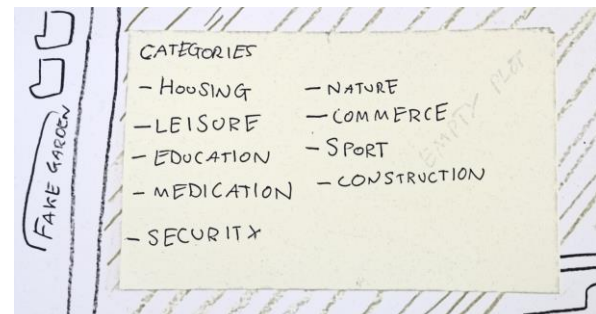 CATEGORIES
- HOUSING
- LEISURE
- EDUCATION
- MEDICATION
- SECURITY
- NATURE
- COMMERCE
- SPORT
- CONSTRUCTION
EMPTY PLOT
FAKE GARDEN